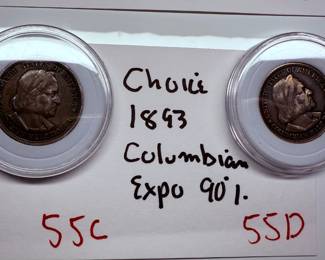 Choice
1893
Columbian
Expo 90%.
55C
55D